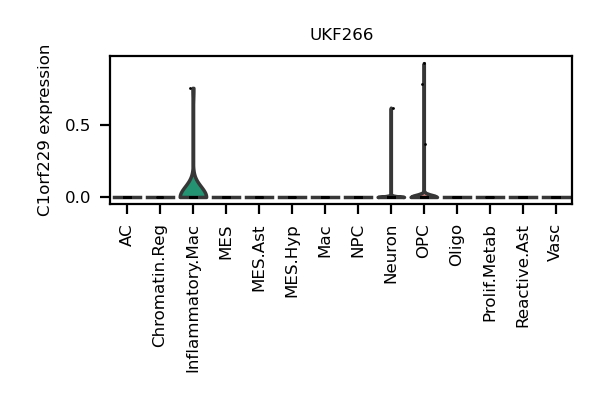 UKF266
C1orf229 expression
0.5
0.0
AC
Chromatin.Reg
Inflammatory.Mac
MES
MES.Ast
MES.Hyp
Mac
NPC
Neuron
OPC
Oligo
Prolif.Metab
Reactive.Ast
Vasc